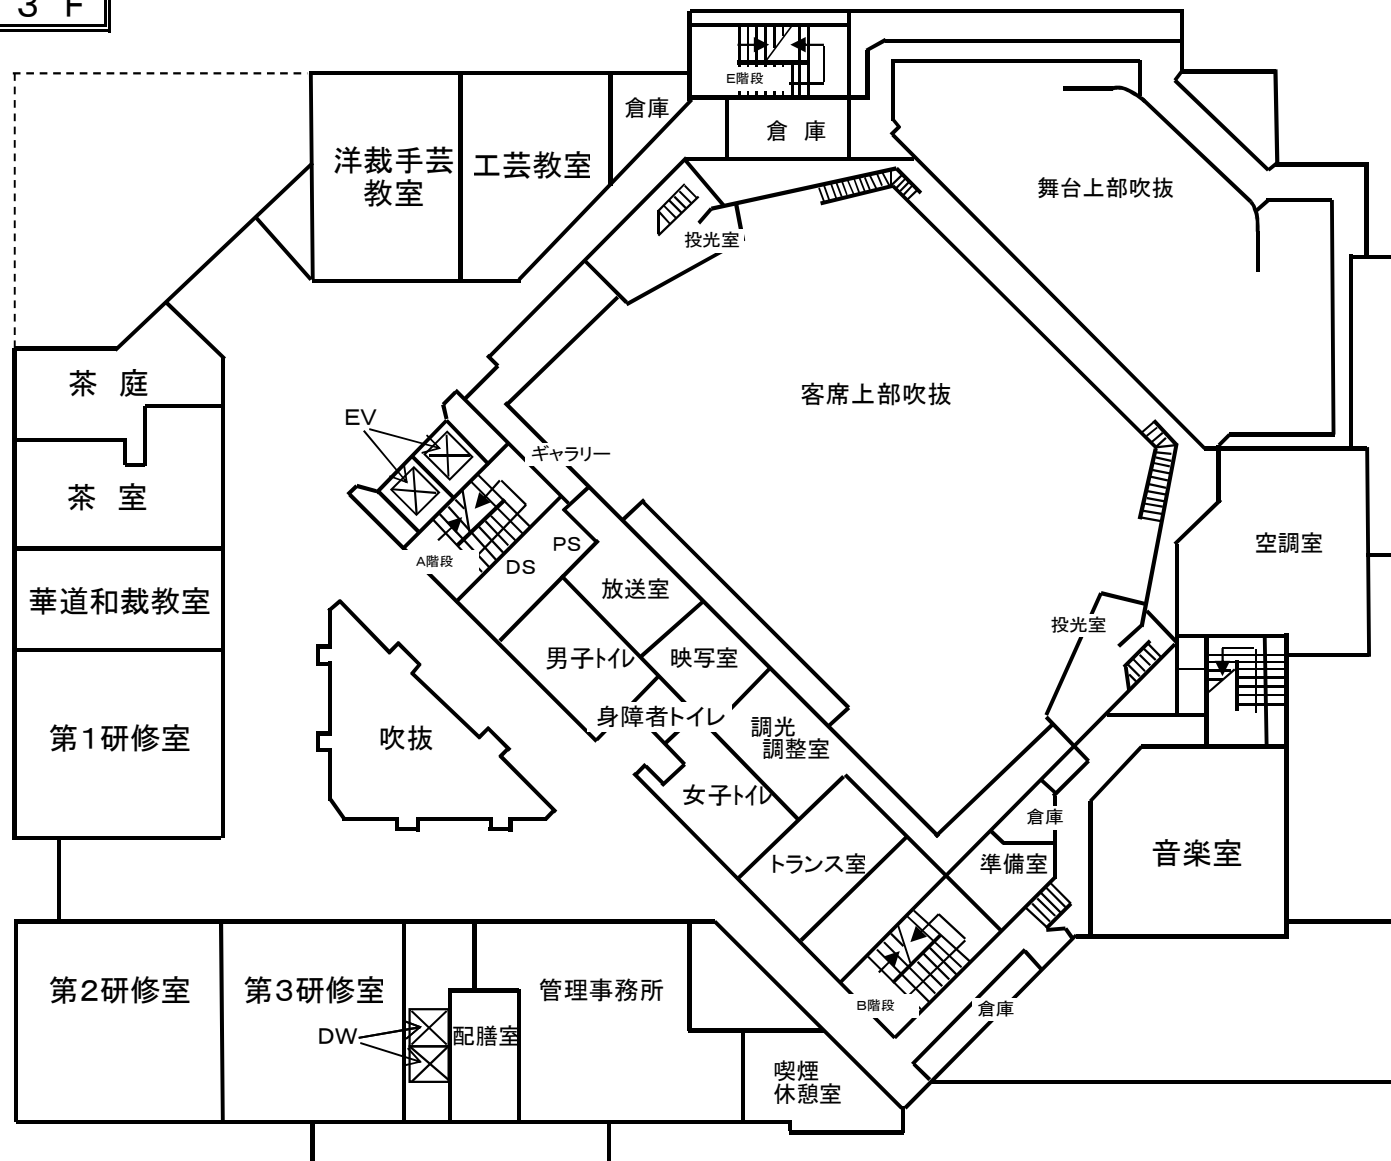 ３Ｆ
E階段
倉庫
倉 庫
洋裁手芸
教室
工芸教室
舞台上部吹抜
投光室
茶 庭
客席上部吹抜
EV
ギャラリー
茶 室
PS
空調室
A階段
DS
放送室
華道和裁教室
投光室
男子トイレ
映写室
身障者トイレ
第1研修室
吹抜
調光
調整室
女子トイレ
倉庫
トランス室
準備室
音楽室
第2研修室
第3研修室
管理事務所
B階段
倉庫
DW
配膳室
喫煙
休憩室